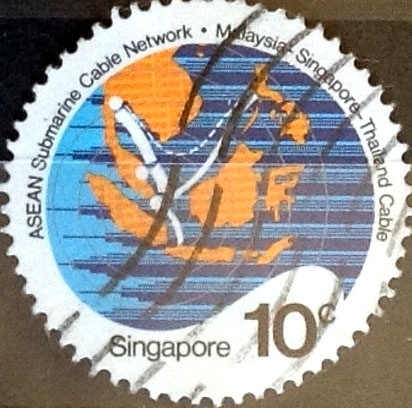 ASEAN Submarine Cable Network • Malaysia-Singapore-Thailand Cable
Singapore 10c